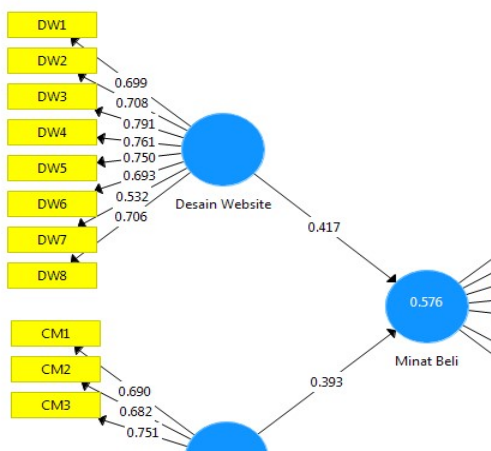 DW1
DW2
DW3
DW4
DW5
DW6
DW7
DW8
0.699
0.708
0.791
0.761
0.750
0.693
0.532
0.706
Desain Website
0.417
0.576
Minat Beli
0.393
CM1
CM2
CM3
0.690
0.682
0.751